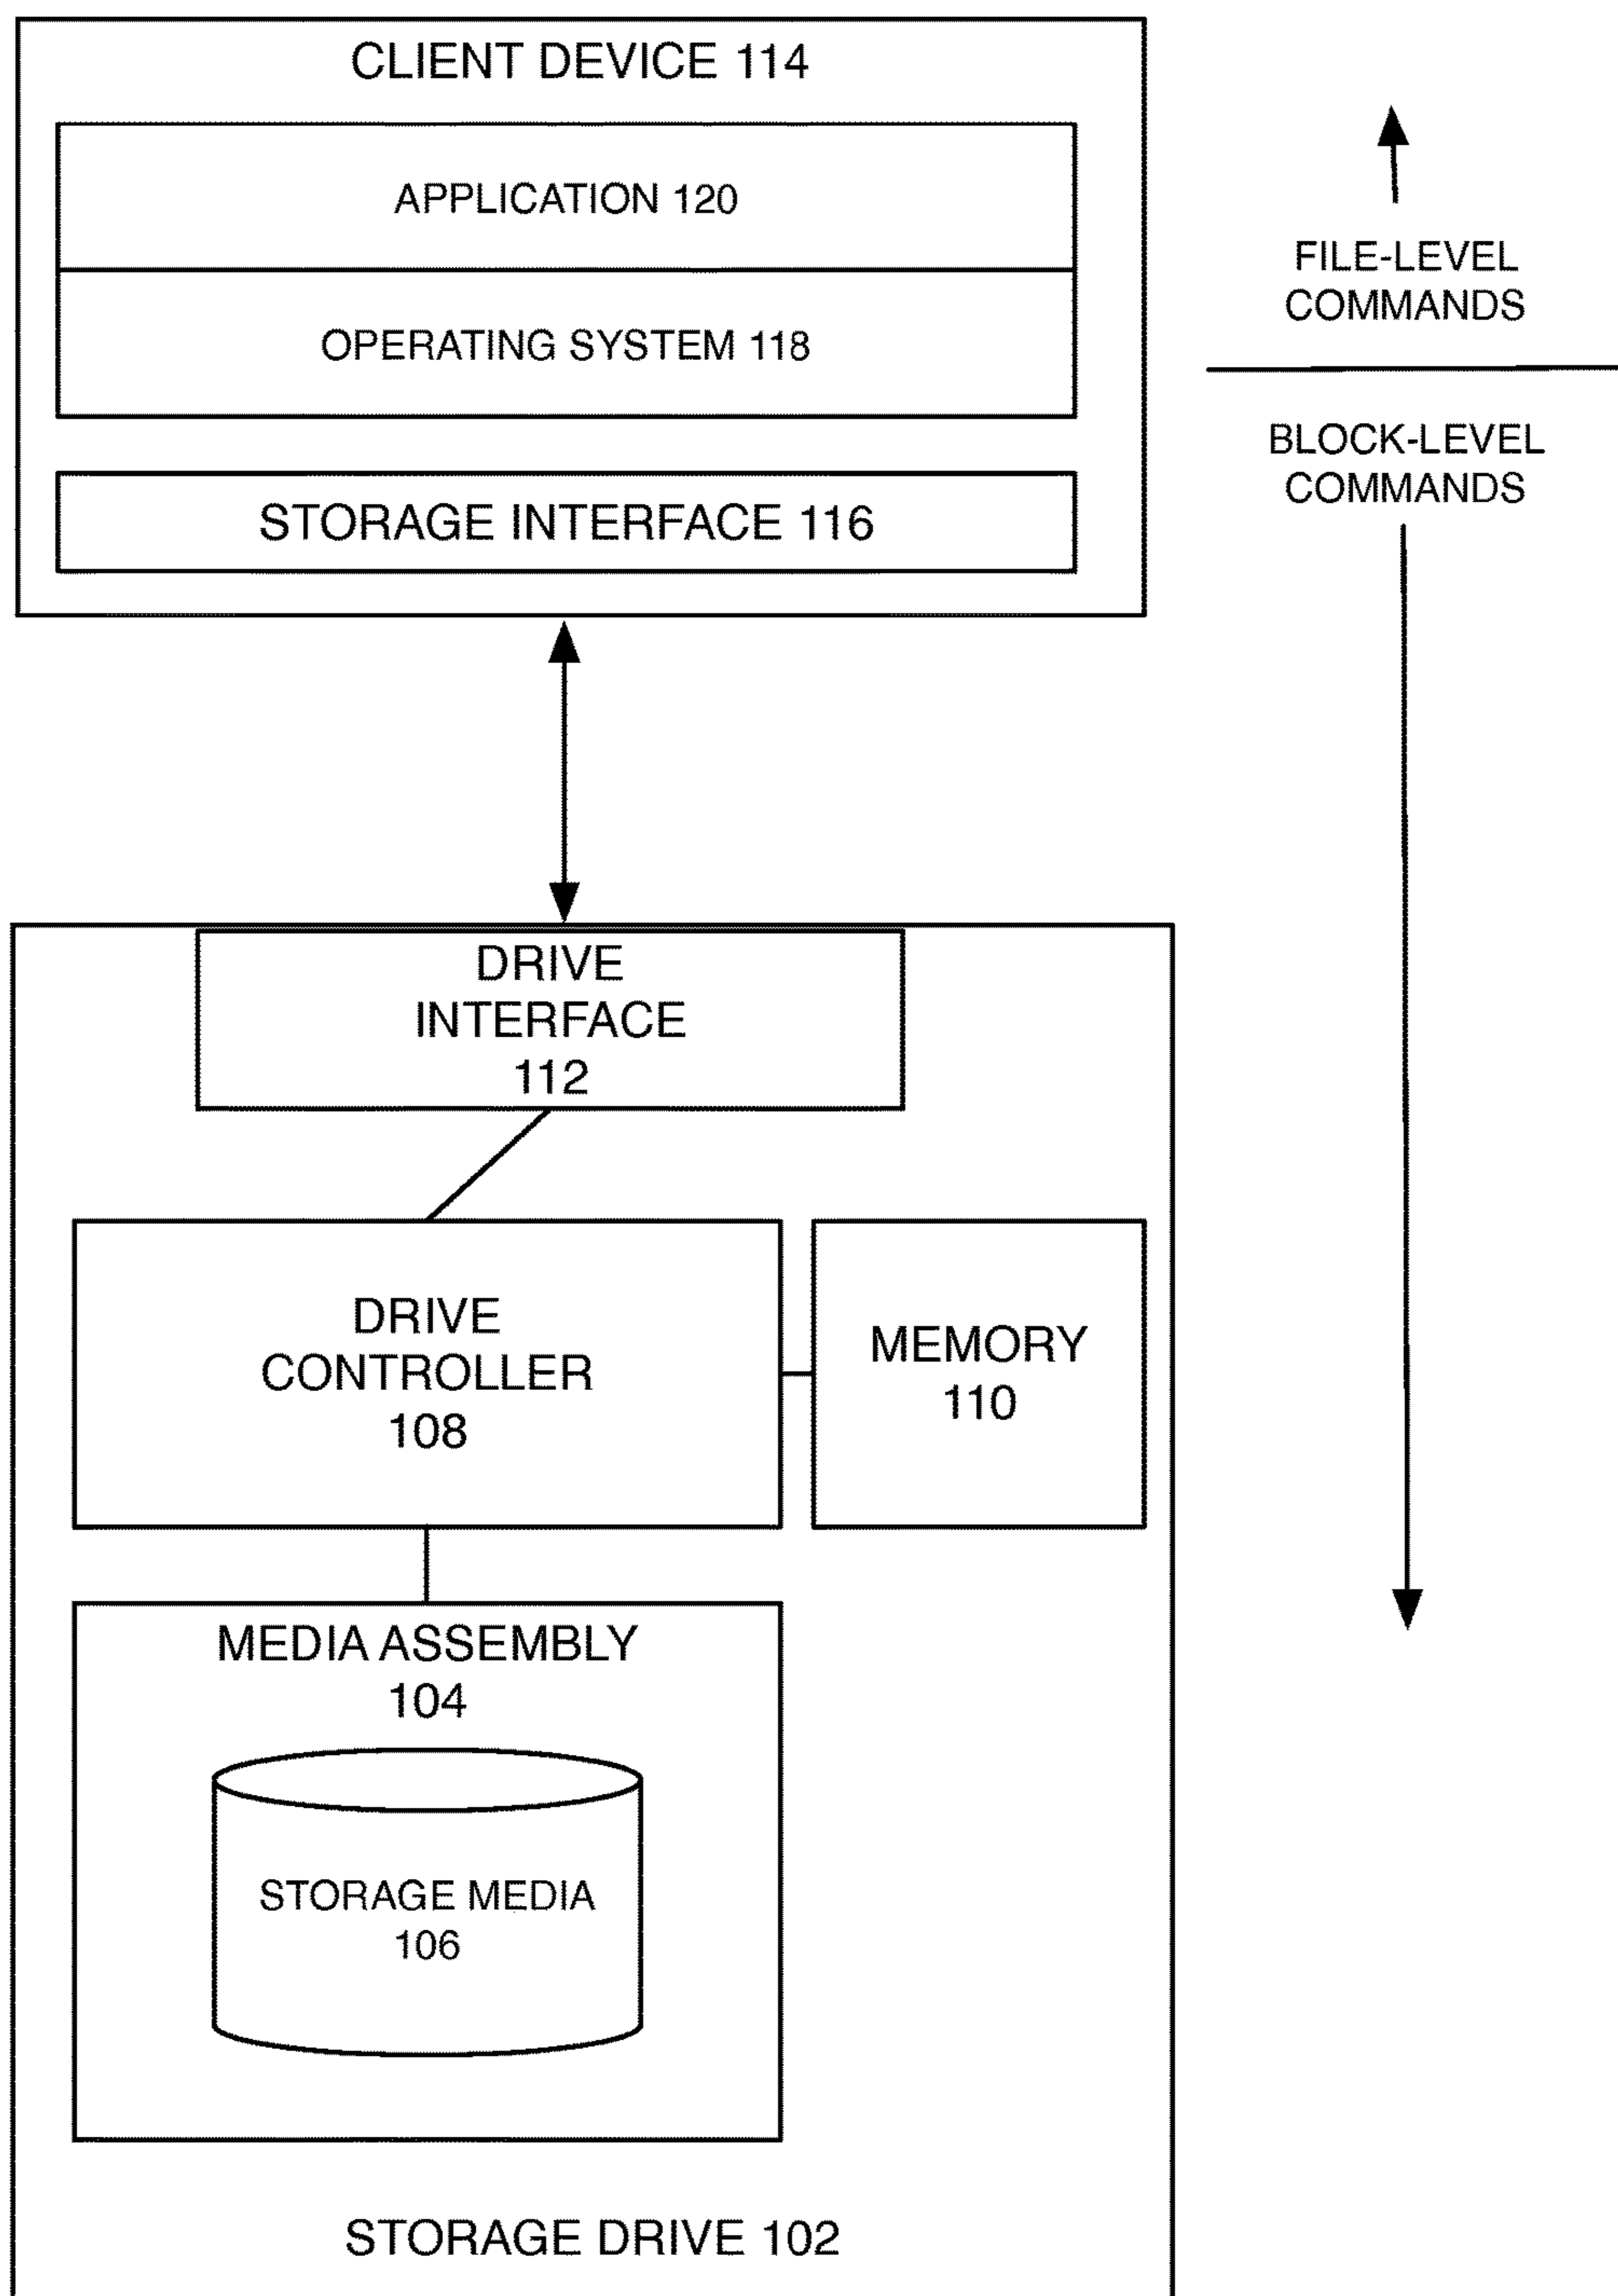 CLIENT DEVICE 114
APPLICATION 120
OPERATING SYSTEM 118
STORAGE INTERFACE 116
FILE-LEVEL
COMMANDS
BLOCK-LEVEL
COMMANDS
DRIVE
INTERFACE
112
DRIVE
CONTROLLER
108
MEMORY
110
MEDIA ASSEMBLY
104
STORAGE MEDIA
106
STORAGE DRIVE 102